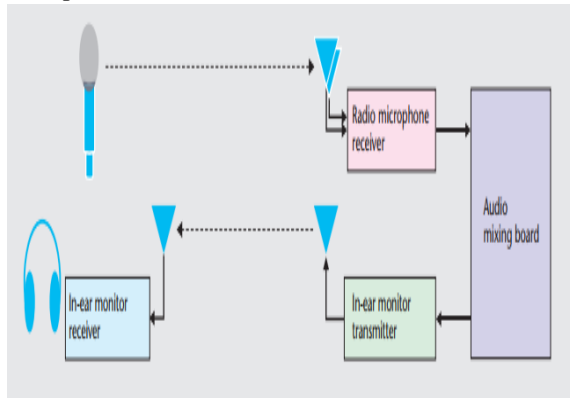 Radio microphone
receiver
Audio
mixing board
In-ear monitor
receiver
In-ear monitor
transmitter